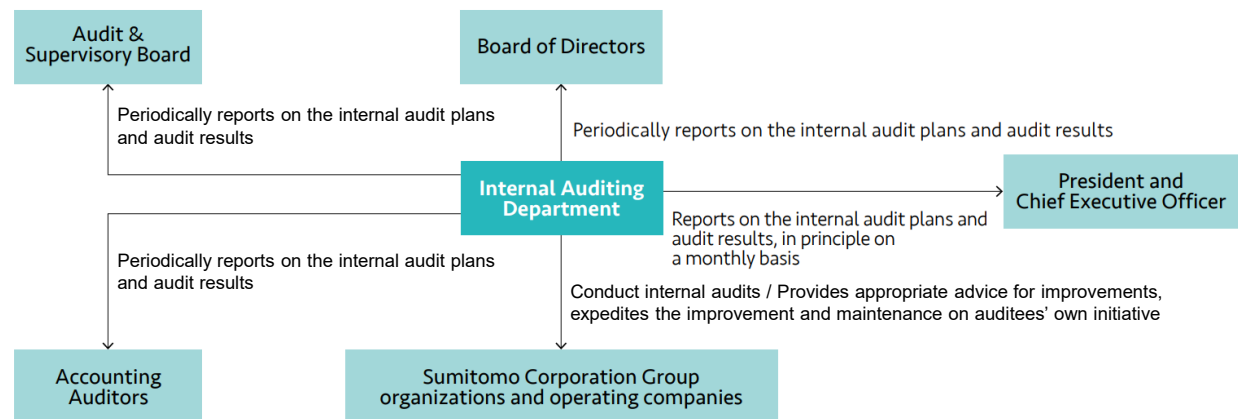 Audit &
Supervisory Board
Board of Directors
Periodically reports on the internal audit plans
and audit results
Periodically reports on the internal audit plans and audit results
Internal Auditing
Department
President and
Chief Executive Officer
Reports on the internal audit plans and
audit results, in principle on
a monthly basis
Periodically reports on the internal audit plans
and audit results
Conduct internal audits / Provides appropriate advice for improvements,
expedites the improvement and maintenance on auditees’ own initiative
Accounting
Auditors
Sumitomo Corporation Group
organizations and operating companies